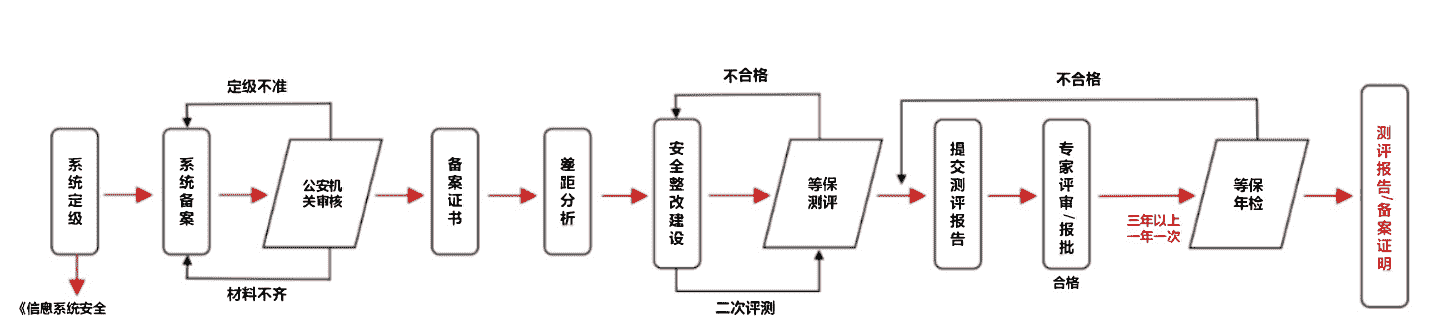 系统定级
《信息系统安全
定级不准
系统备案
公安机
关审核
材料不齐
备案证书
差距分析
不合格
安全整改建设
等保
测评
二次评测
不合格
提交测评报告
专家评审/报批
合格
三年以上
一年一次
等保
年检
测评报告/备案证明